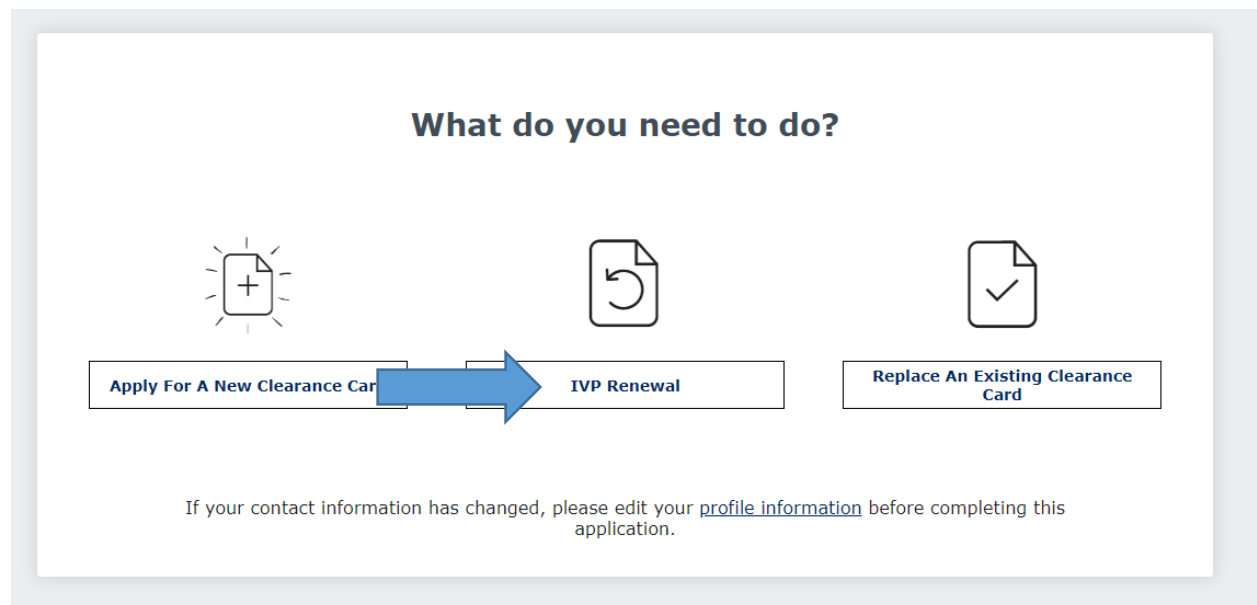 What do you need to do?
Apply For A New Clearance Car
IVP Renewal
Replace An Existing Clearance
Card
If your contact information has changed, please edit your profile information before completing this
application.